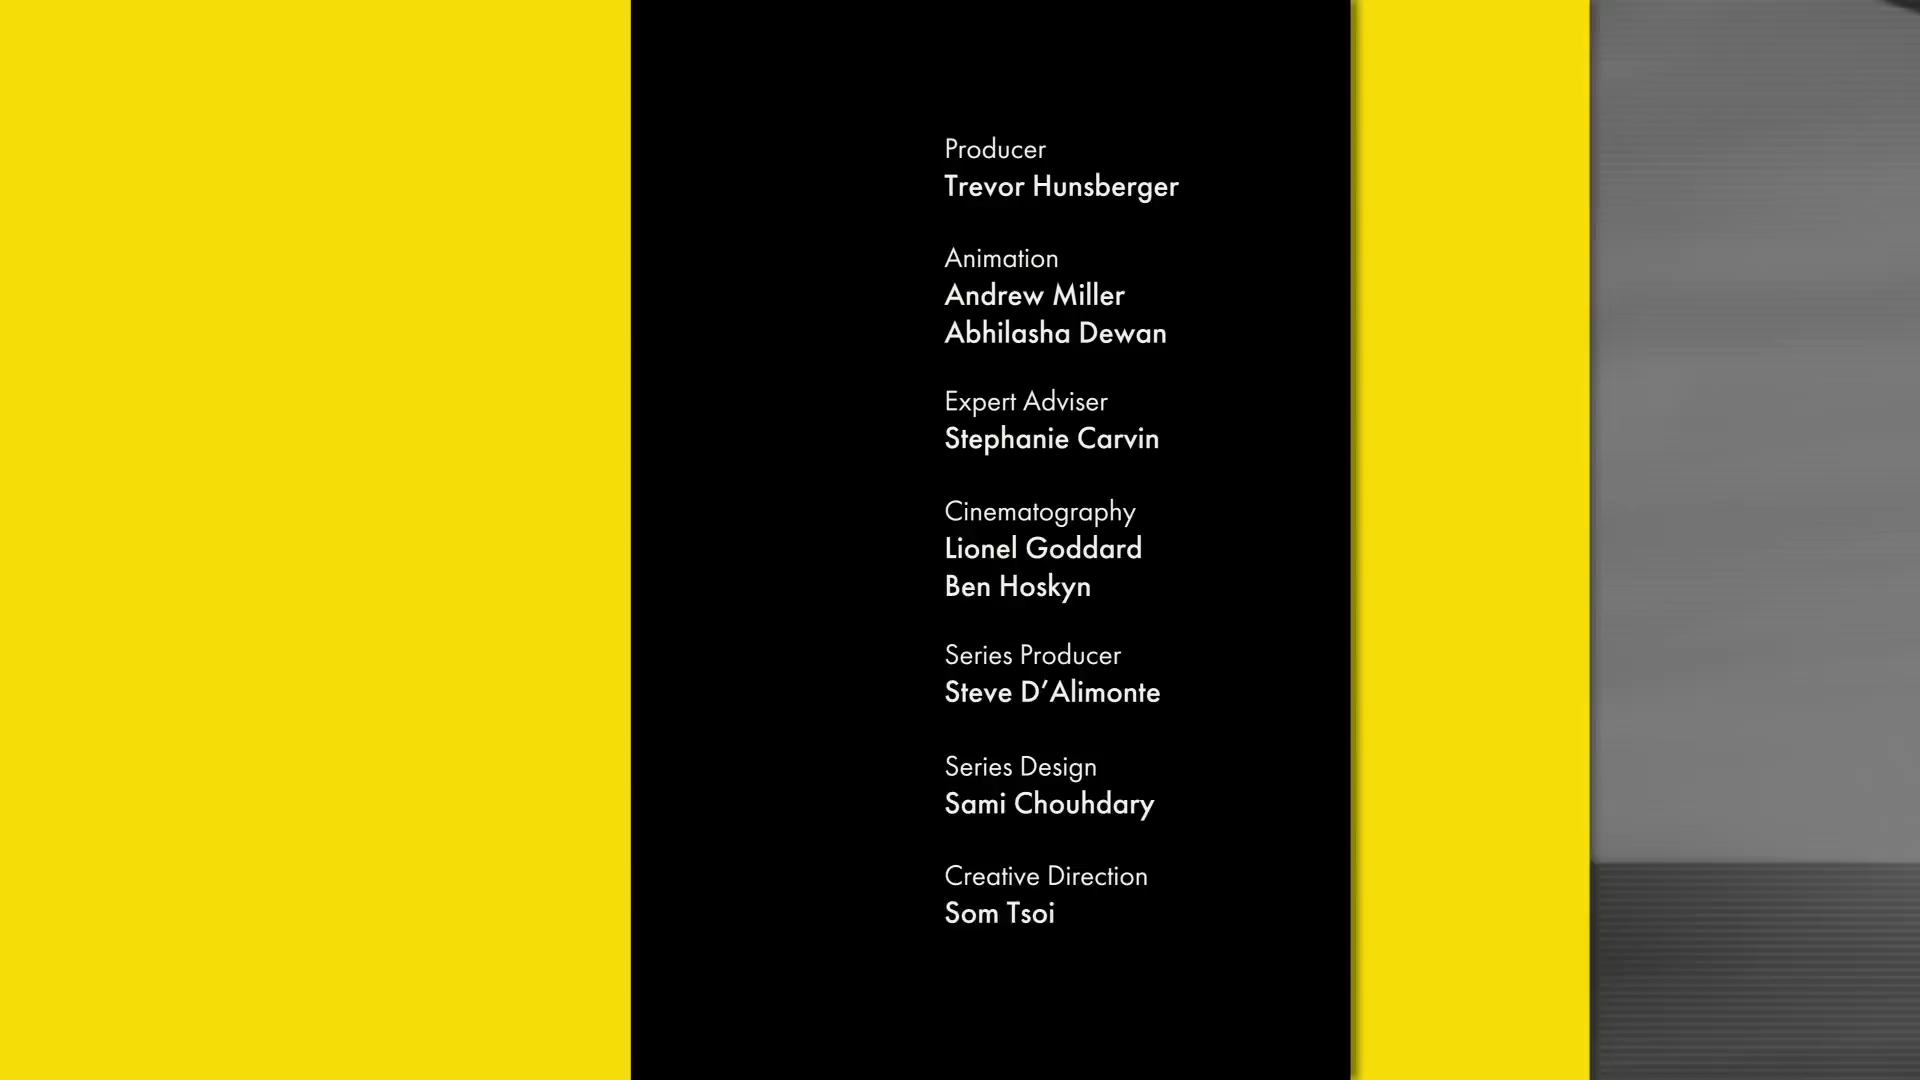 Producer
Trevor Hunsberger
Animation
Andrew Miller
Abhilasha Dewan
Expert Adviser
Stephanie Carvin
Cinematography
Lionel Goddard
Ben Hoskyn
Series Producer
Steve D’Alimonte
Series Design
Sami Chouhdary
Creative Direction
Som Tsoi